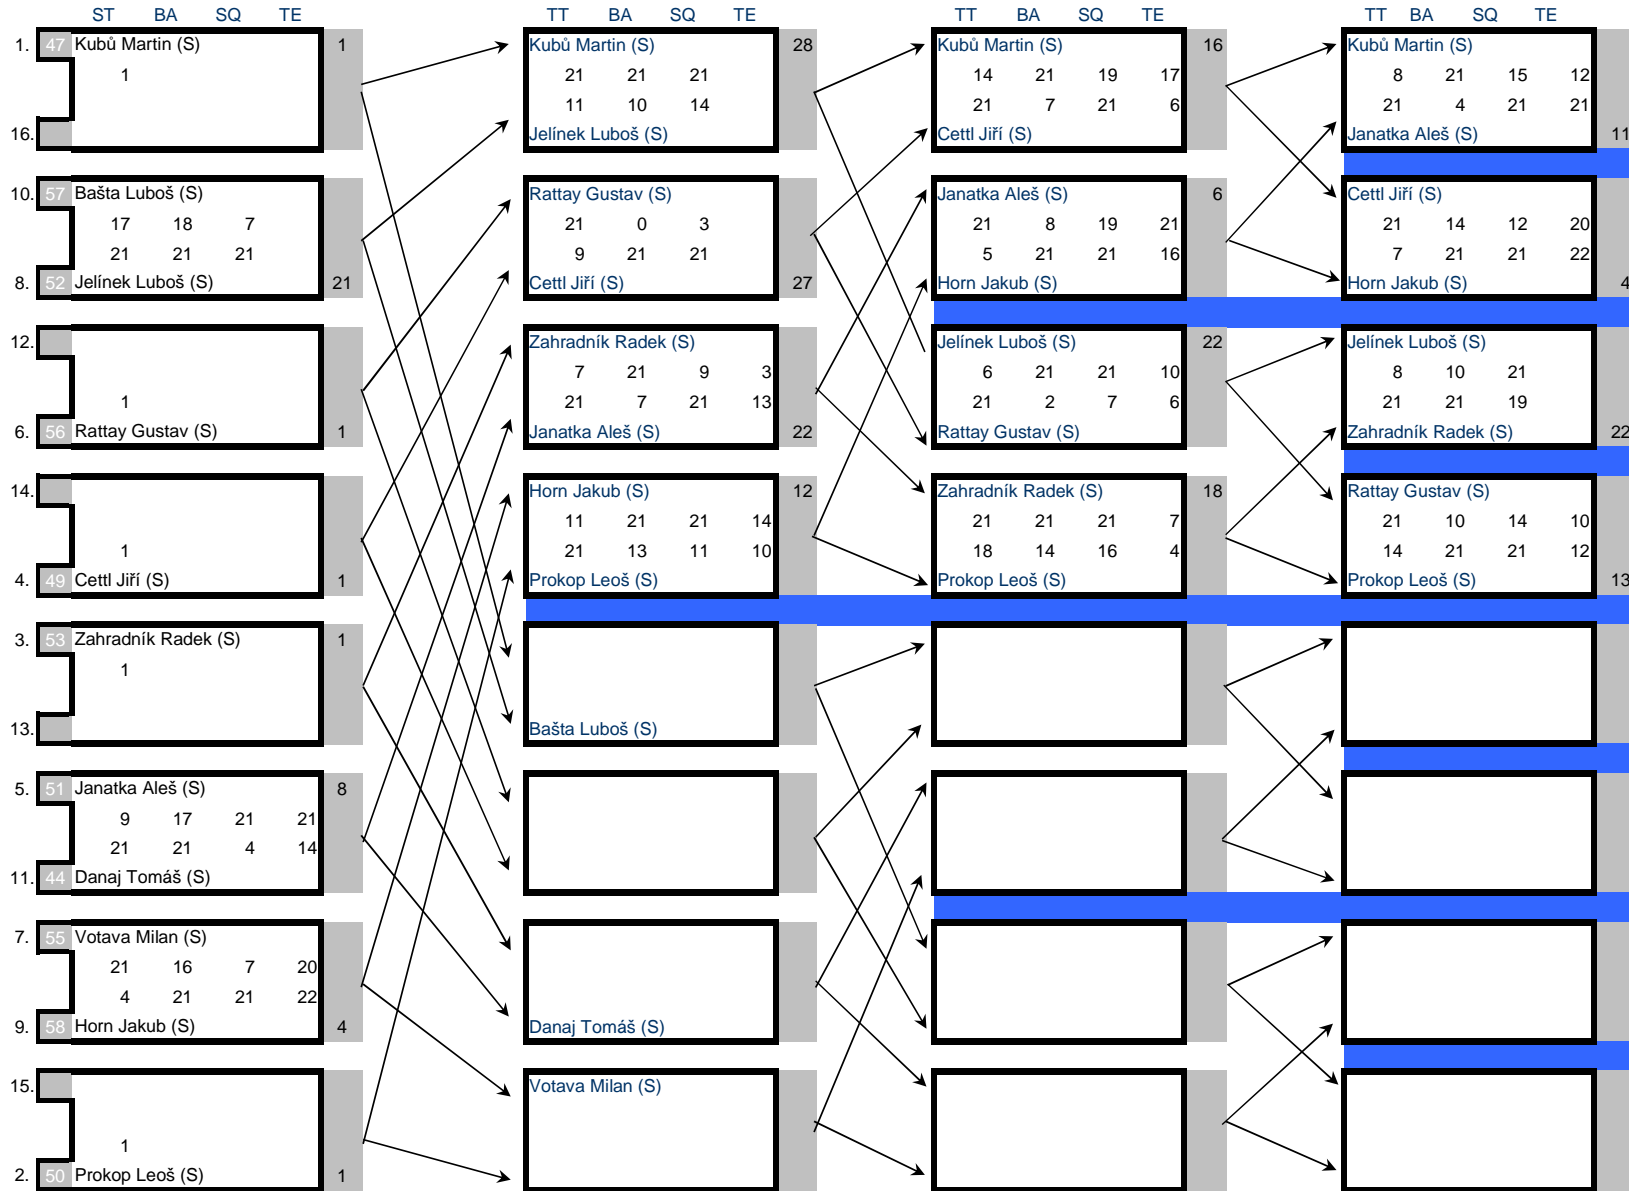 ST BA SQ TE
1. 47 Kubů Martin (S) 1
1
16.
10. 57 Bašta Luboš (S)
17 18 7
21 21 21
8. 52 Jelínek Luboš (S) 21
12.
1
6. 56 Rattay Gustav (S) 1
14.
1
4. 49 Cettl Jiří (S) 1
3. 53 Zahradník Radek (S) 1
1
13.
5. 51 Janatka Aleš (S) 8
9 17 21 21
21 21 4 14
11. 44 Danaj Tomáš (S)
7. 55 Votava Milan (S)
21 16 7 20
4 21 21 22
9. 58 Horn Jakub (S) 4
15.
1
2. 50 Prokop Leoš (S) 1
TT BA SQ TE
Kubů Martin (S) 28
21 21 21
11 10 14
Jelínek Luboš (S)
Rattay Gustav (S)
21 0 3
9 21 21
Cettl Jiří (S) 27
Zahradník Radek (S)
7 21 9 3
21 7 21 13
Janatka Aleš (S) 22
Horn Jakub (S) 12
11 21 21 14
21 13 11 10
Prokop Leoš (S)
Bašta Luboš (S)
Danaj Tomáš (S)
Votava Milan (S)
TT BA SQ TE
Kubů Martin (S) 16
14 21 19 17
21 7 21 6
Cettl Jiří (S)
Janatka Aleš (S) 6
21 8 19 21
5 21 21 16
Horn Jakub (S)
Jelínek Luboš (S) 22
6 21 21 10
21 2 7 6
Rattay Gustav (S)
Zahradník Radek (S) 18
21 21 21 7
18 14 16 4
Prokop Leoš (S)
TT BA SQ TE
Kubů Martin (S)
8 21 15 12
21 4 21 21
Janatka Aleš (S) 11
Cettl Jiří (S)
21 14 12 20
7 21 21 22
Horn Jakub (S) 4
Jelínek Luboš (S)
8 10 21
21 21 19
Zahradník Radek (S) 22
Rattay Gustav (S)
21 10 14 10
14 21 21 12
Prokop Leoš (S) 13